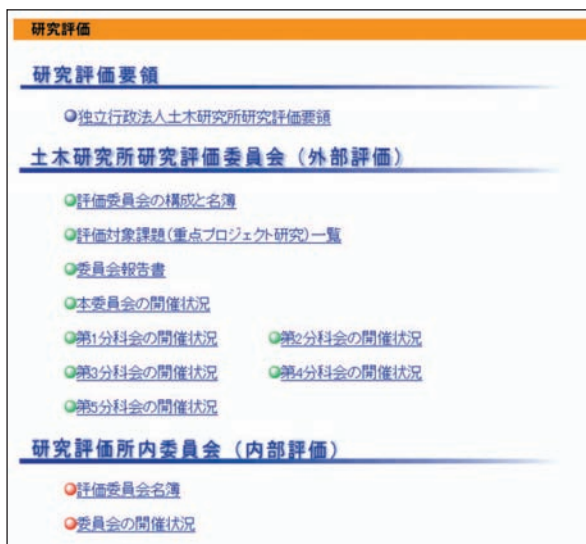 研究評価
研究評価要領
独立行政法人土木研究所研究評価要領
土木研究所研究評価委員会（外部評価）
評価委員会の構成と名簿
評価対象課題(重点プロジェクト研究)一覧
委員会報告書
本委員会の開催状況
第1分科会の開催状況 第2分科会の開催状況
第3分科会の開催状況 第4分科会の開催状況
第5分科会の開催状況
研究評価所内委員会（内部評価）
評価委員会名簿
委員会の開催状況